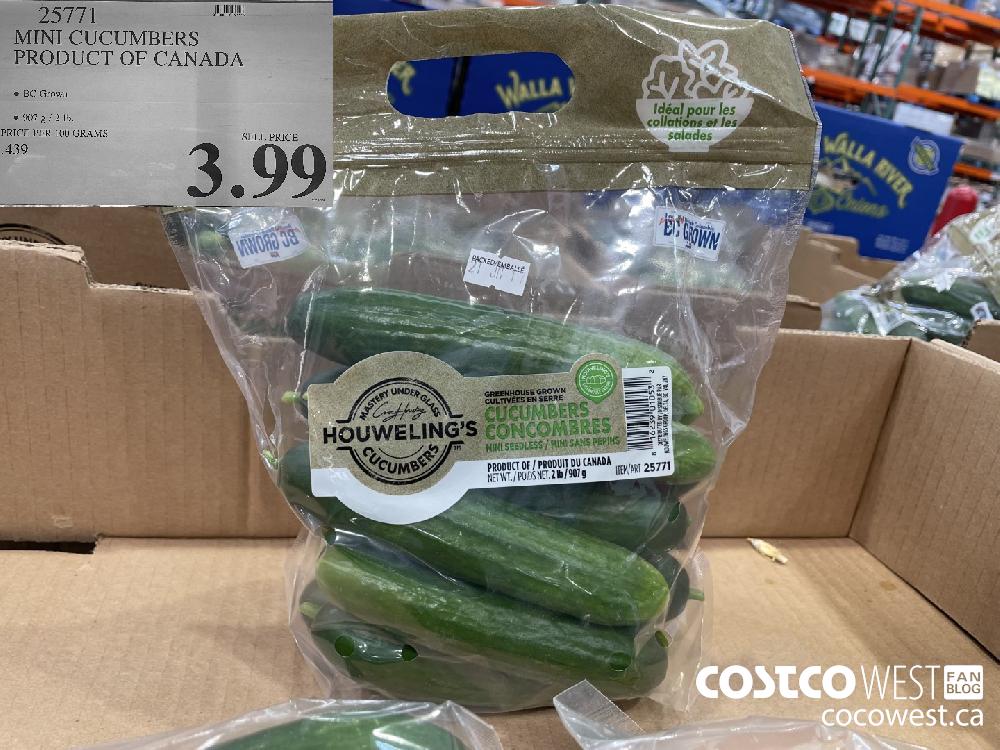 25771
MINI CUCUMBERS
PRODUCT OF CANADA
• BC Grown
• 907 g / 2 lb.
PRICE PER 100 GRAMS
.439
SELL PRICE
3.99
WALLA
Idéal pour les
collations et les
salades
WALLA RIVER
Onions
BC GROWN
BC GROWN
PACKED/EMBALLÉ
MASTERY UNDER GLASS
HOUWELING'S
CUCUMBERS
GREENHOUSE GROWN
CULTIVÉES EN SERRE
CUCUMBERS
CONCOMBRES
MINI SEEDLESS / MINI SANS PEPINS
PRODUCT OF / PRODUIT DU CANADA
NET WT. / POIDS NET. 2 lb / 907 g
ITEM/ART 25771
COSTCO WEST FAN BLOG
cocowest.ca